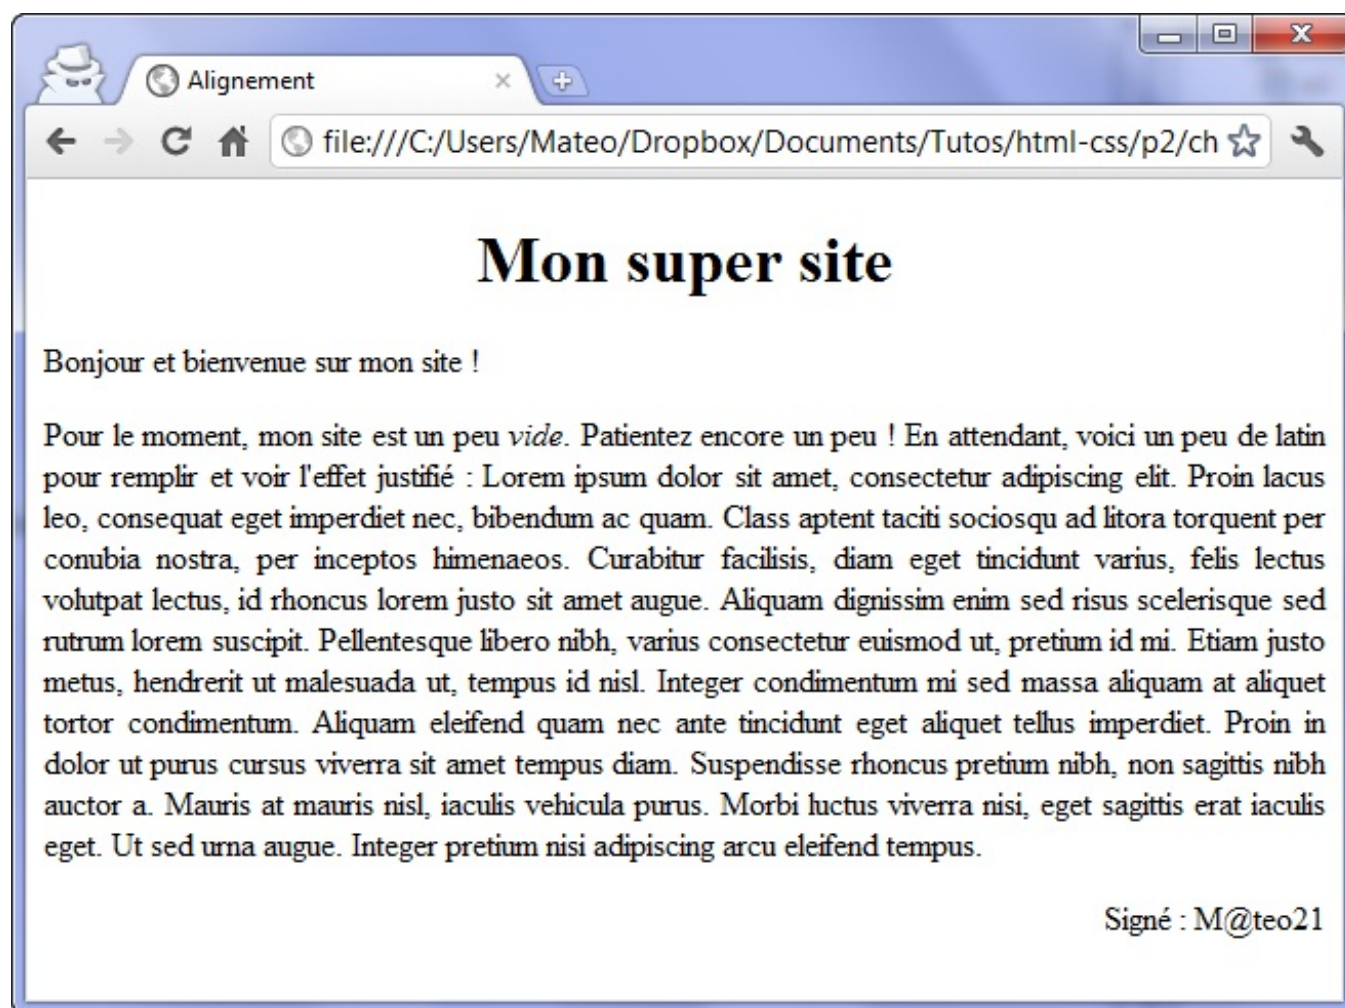 Alignement
file:///C:/Users/Mateo/Dropbox/Documents/Tutos/html-css/p2/ch
Mon super site
Bonjour et bienvenue sur mon site !
Pour le moment, mon site est un peu vide. Patientez encore un peu ! En attendant, voici un peu de latin
pour remplir et voir l'effet justifié : Lorem ipsum dolor sit amet, consectetur adipiscing elit. Proin lacus
leo, consequat eget imperdiet nec, bibendum ac quam. Class aptent taciti sociosqu ad litora torquent per
conubia nostra, per inceptos himenaeos. Curabitur facilisis, diam eget tincidunt varius, felis lectus
volutpat lectus, id rhoncus lorem justo sit amet augue. Aliquam dignissim enim sed risus scelerisque sed
rutrum lorem suscipit. Pellentesque libero nibh, varius consectetur euismod ut, pretium id mi. Etiam justo
metus, hendrerit ut malesuada ut, tempus id nisl. Integer condimentum mi sed massa aliquam at aliquet
tortor condimentum. Aliquam eleifend quam nec ante tincidunt eget aliquet tellus imperdiet. Proin in
dolor ut purus cursus viverra sit amet tempus diam. Suspendisse rhoncus pretium nibh, non sagittis nibh
auctor a. Mauris at mauris nisl, iaculis vehicula purus. Morbi luctus viverra nisi, eget sagittis erat iaculis
eget. Ut sed urna augue. Integer pretium nisi adipiscing arcu eleifend tempus.
Signé : M@teo21